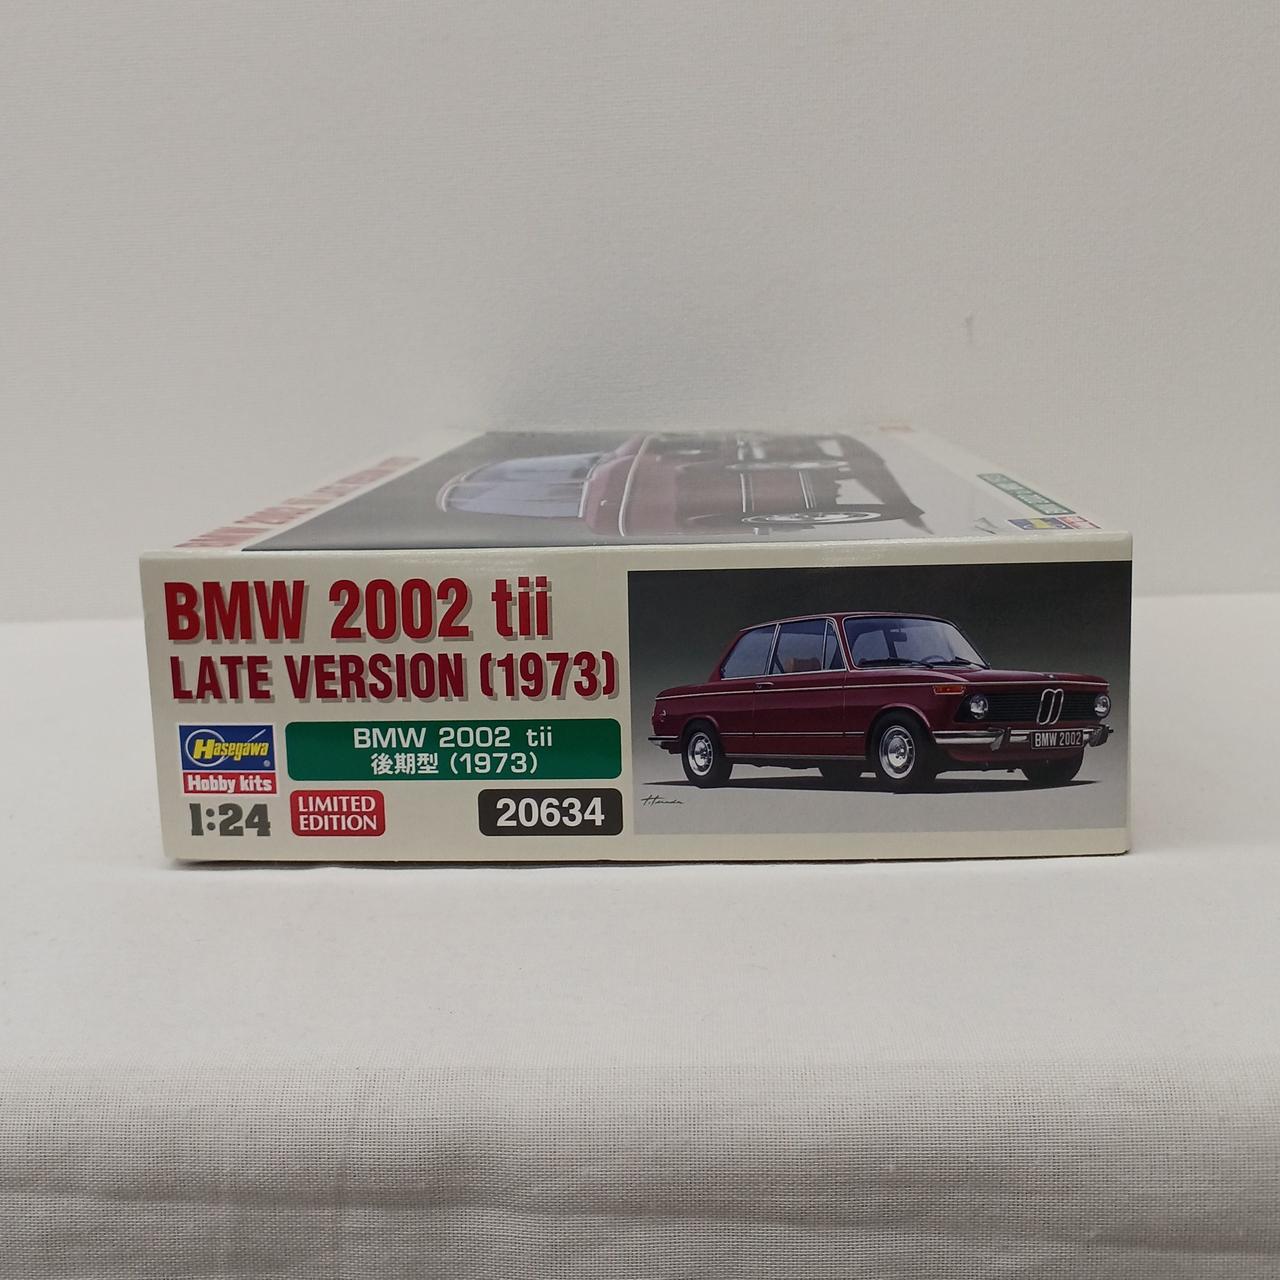 BMW 2002 tii
LATE VERSION (1973)
Hasegawa
Hobby kits
BMW 2002 tii
後期型 (1973)
1:24
LIMITED
EDITION
20634
BMW 2002